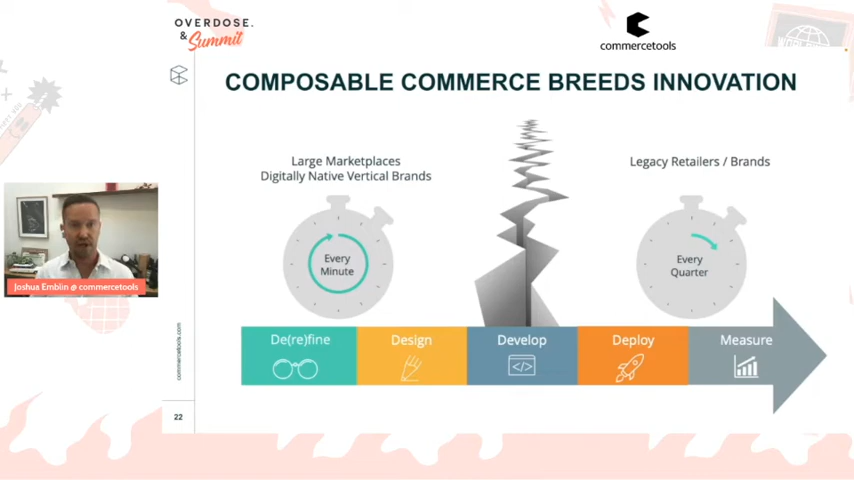 OVERDOSE.
& Summit
commercetools
COMPOSABLE COMMERCE BREEDS INNOVATION
Large Marketplaces
Digitally Native Vertical Brands
Legacy Retailers / Brands
Every
Minute
Every
Quarter
Joshua Emblin @ commercetools
De(re)fine
Design
Develop
Deploy
Measure
</>
commercetools.com
22